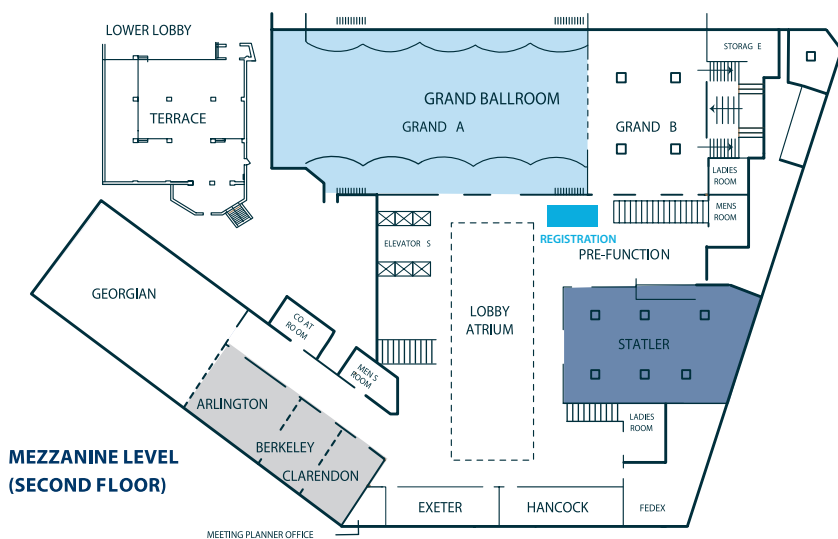 LOWER LOBBY
TERRACE
GRAND BALLROOM
GRAND A
GRAND B
STORAG E
LADIES
ROOM
MENS
ROOM
REGISTRATION
ELEVATOR S
PRE-FUNCTION
GEORGIAN
LOBBY
ATRIUM
CO AT
RO OM
MEN S
ROOM
STATLER
ARLINGTON
BERKELEY
CLARENDON
LADIES
ROOM
MEZZANINE LEVEL
(SECOND FLOOR)
EXETER
HANCOCK
FEDEX
MEETING PLANNER OFFICE